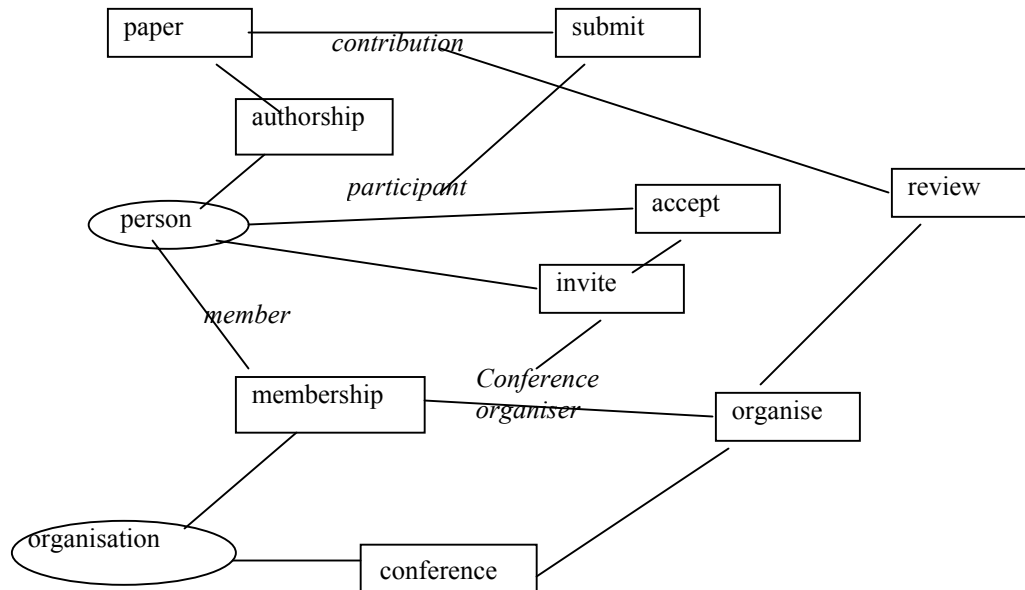 paper
submit
contribution
authorship
participant
review
person
accept
invite
member
Conference
organiser
membership
organise
organisation
conference